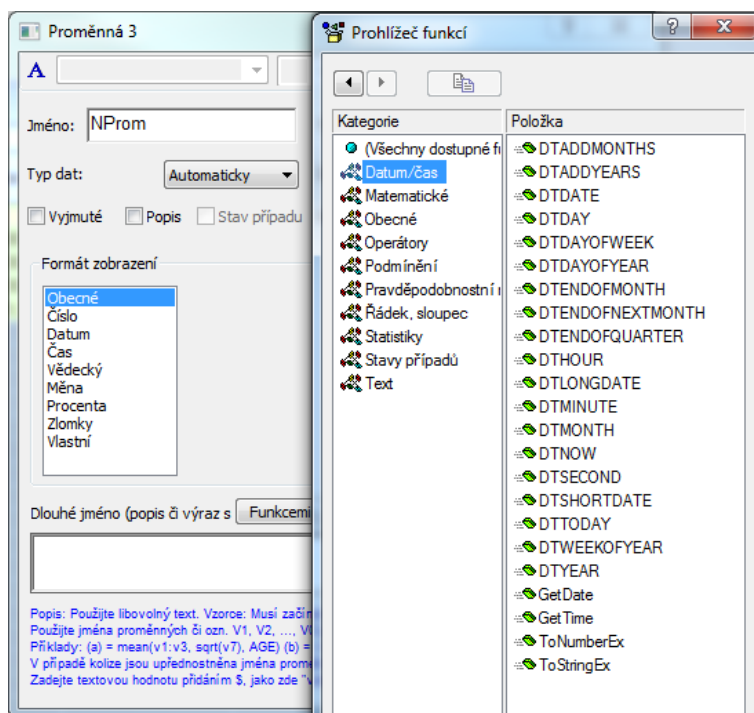 Proměnná 3
A
Jméno: NProm
Typ dat: Automaticky
Vyjmuté Popis Stav případu
Formát zobrazení
Obecné
Číslo
Datum
Čas
Vědecký
Měna
Procenta
Zlomky
Vlastní
Dlouhé jméno (popis či výraz s Funkcemi
Popis: Použijte libovolný text. Vzorce: Musí začín
Použijte jména proměnných či ozn. V1, V2, ..., V0
Příklady: (a) = mean(v1:v3, sqrt(v7), AGE) (b) =
V případě kolize jsou upřednostněna jména prom
Zadejte textovou hodnotu přidáním $, jako zde "v
Prohlížeč funkcí
Kategorie
(Všechny dostupné fu
Datum/čas
Matematické
Obecné
Operátory
Podmínění
Pravděpodobnostní
Řádek, sloupec
Statistiky
Stavy případů
Text
Položka
DTADDMONTHS
DTADDYEARS
DTDATE
DTDAY
DTDAYOFWEEK
DTDAYOFYEAR
DTENDOFMONTH
DTENDOFNEXTMONTH
DTENDOFQUARTER
DTHOUR
DTLONGDATE
DTMINUTE
DTMONTH
DTNOW
DTSECOND
DTSHORTDATE
DTTODAY
DTWEEKOFYEAR
DTYEAR
GetDate
GetTime
ToNumberEx
ToStringEx